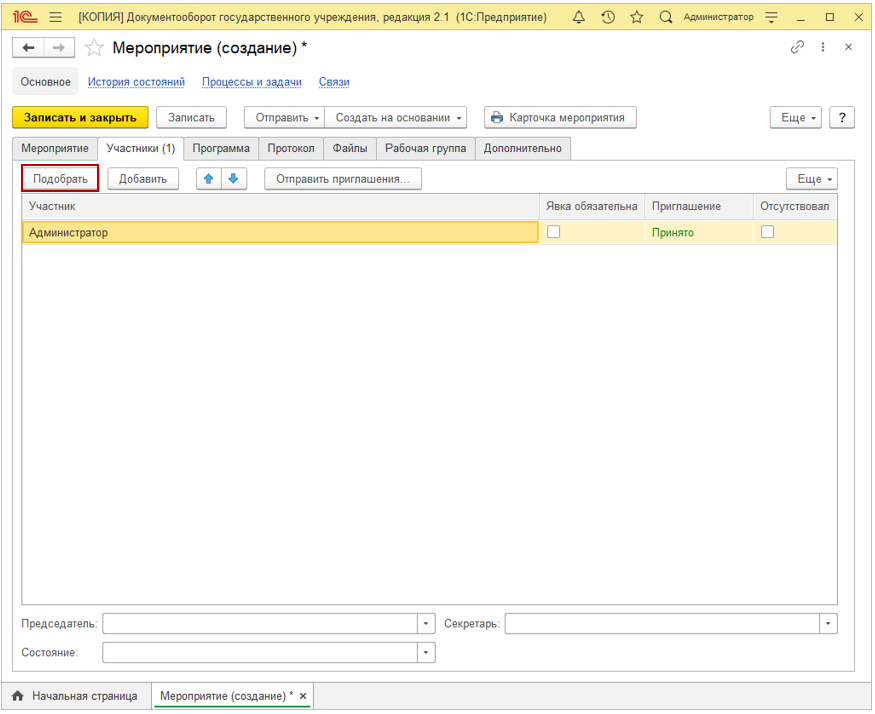 1С [КОПИЯ] Документооборот государственного учреждения, редакция 2.1 (1С:Предприятие) Администратор
Мероприятие (создание) *
Основное История состояний Процессы и задачи Связи
Записать и закрыть Записать Отправить Создать на основании Карточка мероприятия Еще ?
Мероприятие Участники (1) Программа Протокол Файлы Рабочая группа Дополнительно
Подобрать Добавить Отправить приглашения... Еще
Участник Явка обязательна Приглашение Отсутствовал
Администратор Принято
Председатель: Секретарь:
Состояние:
Начальная страница Мероприятие (создание) *